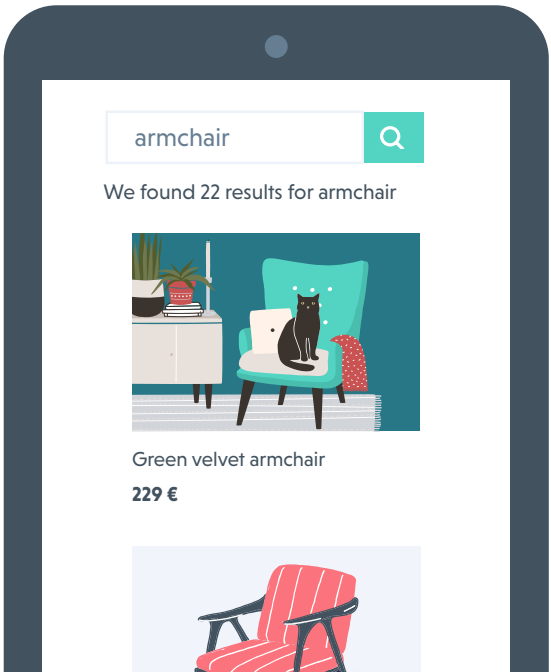 armchair
We found 22 results for armchair
Green velvet armchair
229 €